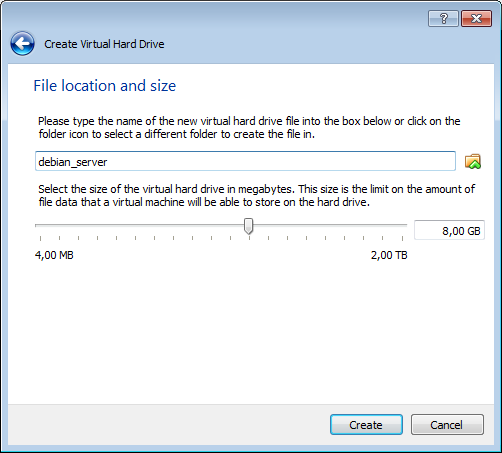 Create Virtual Hard Drive
File location and size
Please type the name of the new virtual hard drive file into the box below or click on the
folder icon to select a different folder to create the file in.
debian_server
Select the size of the virtual hard drive in megabytes. This size is the limit on the amount of
file data that a virtual machine will be able to store on the hard drive.
8,00 GB
4,00 MB
2,00 TB
Create
Cancel